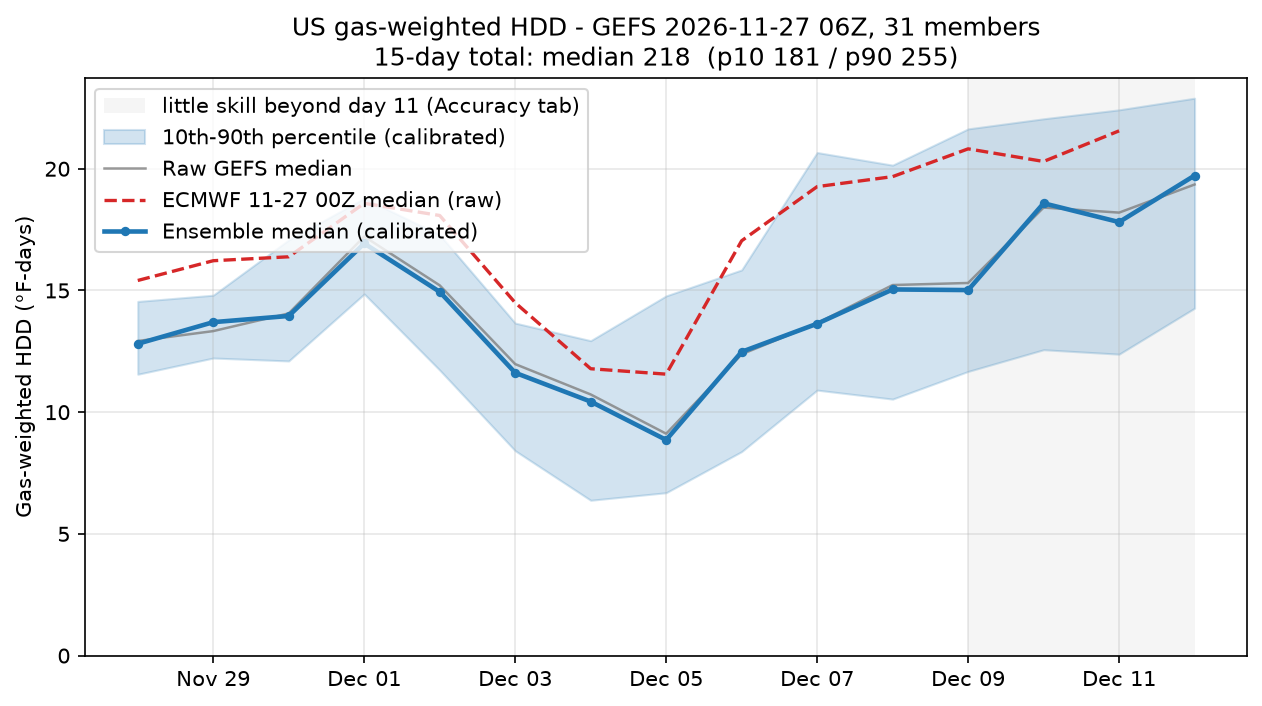 US gas-weighted HDD - GEFS 2026-11-27 06Z, 31 members
15-day total: median 218  (p10 181 / p90 255)
little skill beyond day 11 (Accuracy tab)
10th-90th percentile (calibrated)
Raw GEFS median
ECMWF 11-27 00Z median (raw)
Ensemble median (calibrated)
Gas-weighted HDD (°F-days)
20
15
10
5
0
Nov 29
Dec 01
Dec 03
Dec 05
Dec 07
Dec 09
Dec 11